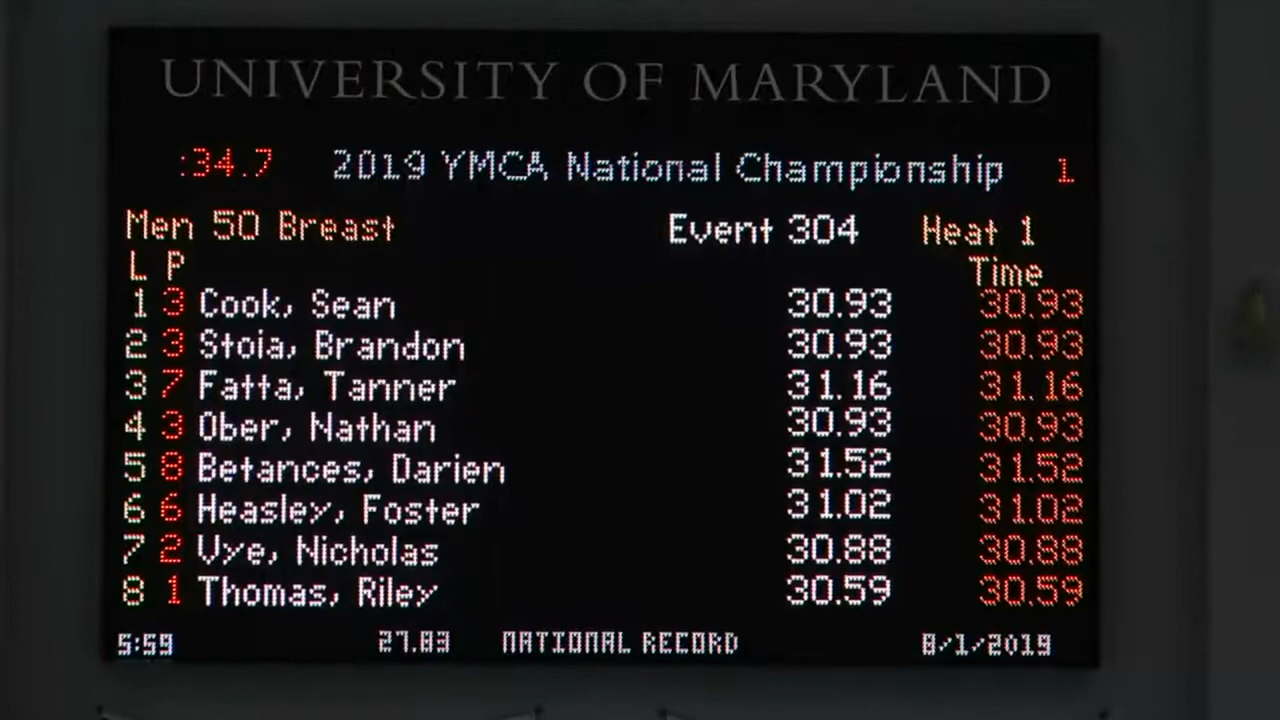 UNIVERSITY OF MARYLAND
:34.7 2019 YMCA National Championship 1
Men 50 Breast Event 304 Heat 1
L P Time
1 3 Cook, Sean 30.93 30.93
2 3 Stoia, Brandon 30.93 30.93
3 7 Fatta, Tanner 31.16 31.16
4 3 Ober, Nathan 30.93 30.93
5 8 Betances, Darien 31.52 31.52
6 6 Heasley, Foster 31.02 31.02
7 2 Vye, Nicholas 30.88 30.88
8 1 Thomas, Riley 30.59 30.59
5:59 27.83 NATIONAL RECORD 8/1/2019